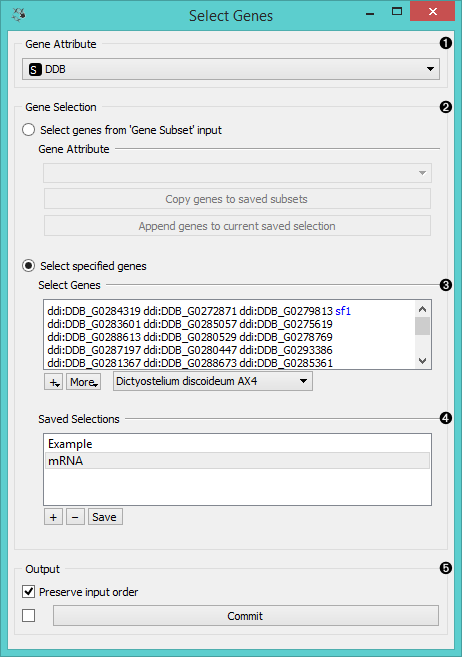 Select Genes
Gene Attribute ❶
S DDB
Gene Selection ❷
Select genes from 'Gene Subset' input
Gene Attribute
Copy genes to saved subsets
Append genes to current saved selection
Select specified genes
Select Genes ❸
ddi:DDB_G0284319 ddi:DDB_G0272871 ddi:DDB_G0279813 sf1
ddi:DDB_G0283601 ddi:DDB_G0285057 ddi:DDB_G0275619
ddi:DDB_G0288613 ddi:DDB_G0280529 ddi:DDB_G0278769
ddi:DDB_G0287197 ddi:DDB_G0280447 ddi:DDB_G0293386
ddi:DDB_G0281367 ddi:DDB_G0288673 ddi:DDB_G0285361
+ More Dictyostelium discoideum AX4
Saved Selections ❹
Example
mRNA
+ − Save
Output ❺
Preserve input order
Commit